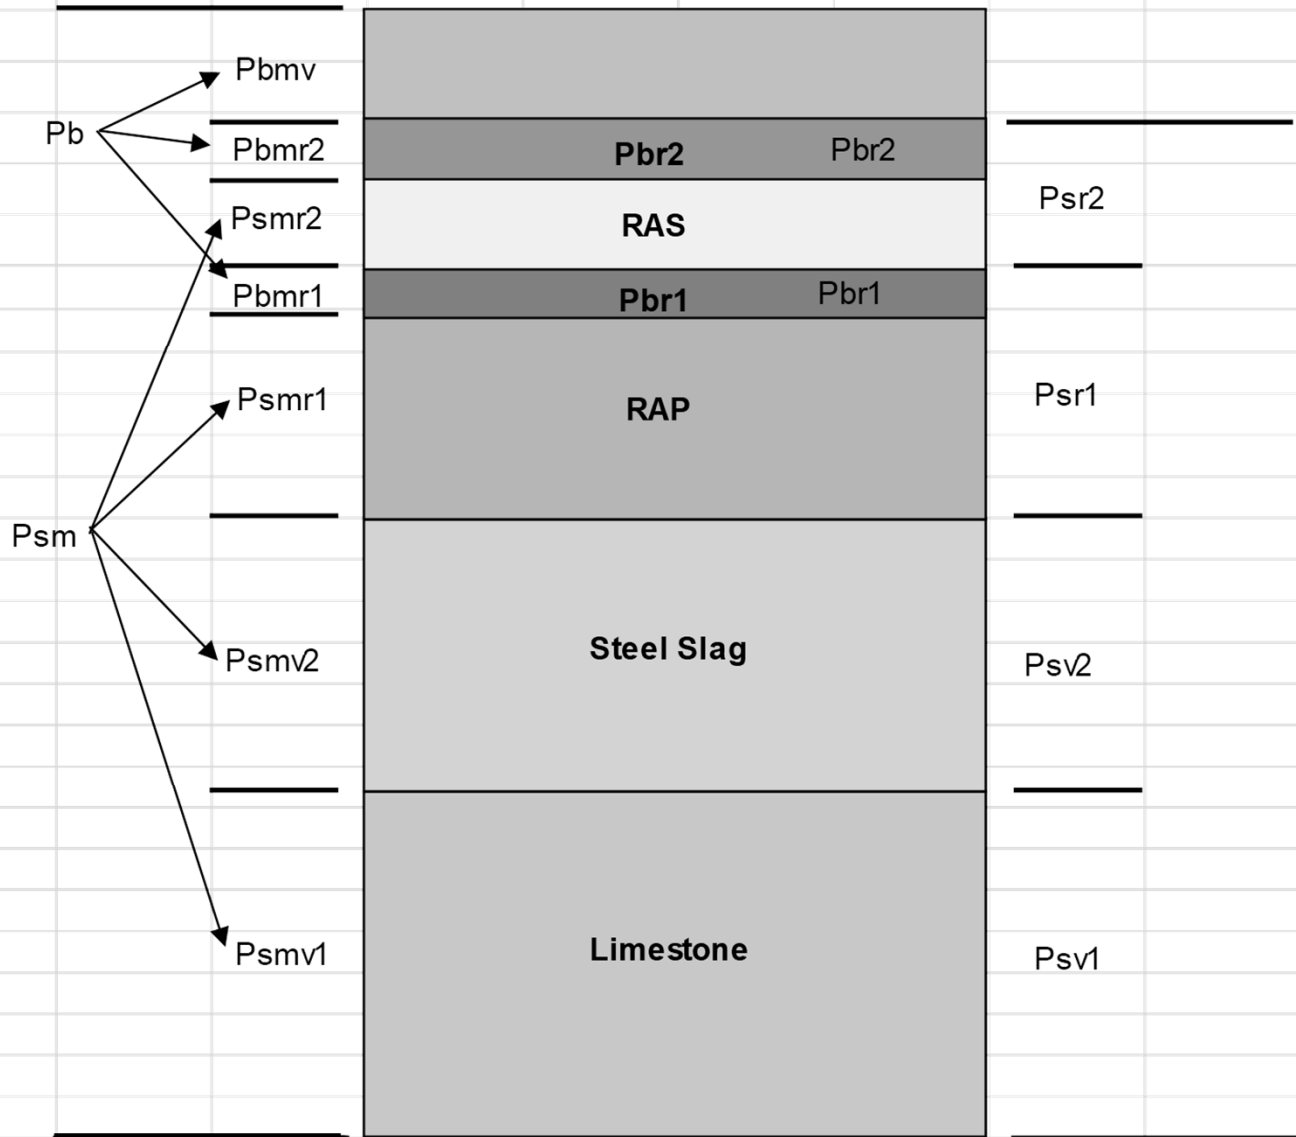 Pbmv
Pb
Pbmr2
Pbr2
Pbr2
Psr2
Psmr2
RAS
Pbmr1
Pbr1
Pbr1
Psmr1
RAP
Psr1
Psm
Psmv2
Steel Slag
Psv2
Psmv1
Limestone
Psv1